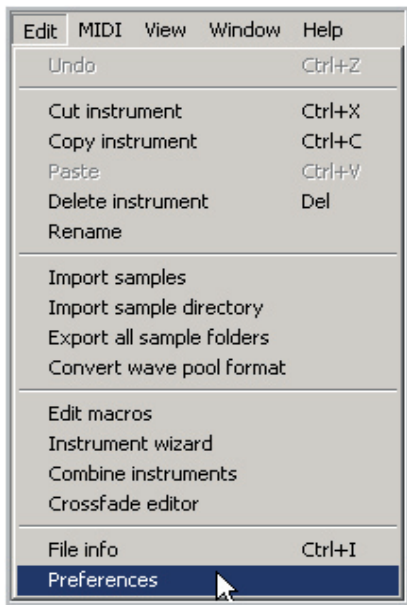 Edit MIDI View Window Help
Undo Ctrl+Z
Cut instrument Ctrl+X
Copy instrument Ctrl+C
Paste Ctrl+V
Delete instrument Del
Rename
Import samples
Import sample directory
Export all sample folders
Convert wave pool format
Edit macros
Instrument wizard
Combine instruments
Crossfade editor
File info Ctrl+I
Preferences